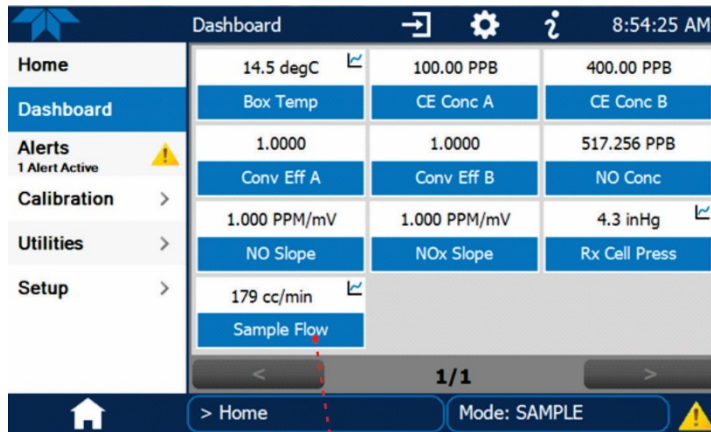 Dashboard
8:54:25 AM
Home
Dashboard
Alerts
1 Alert Active
Calibration >
Utilities >
Setup >
14.5 degC
Box Temp
100.00 PPB
CE Conc A
400.00 PPB
CE Conc B
1.0000
Conv Eff A
1.0000
Conv Eff B
517.256 PPB
NO Conc
1.000 PPM/mV
NO Slope
1.000 PPM/mV
NOx Slope
4.3 inHg
Rx Cell Press
179 cc/min
Sample Flow
< 1/1 >
> Home
Mode: SAMPLE